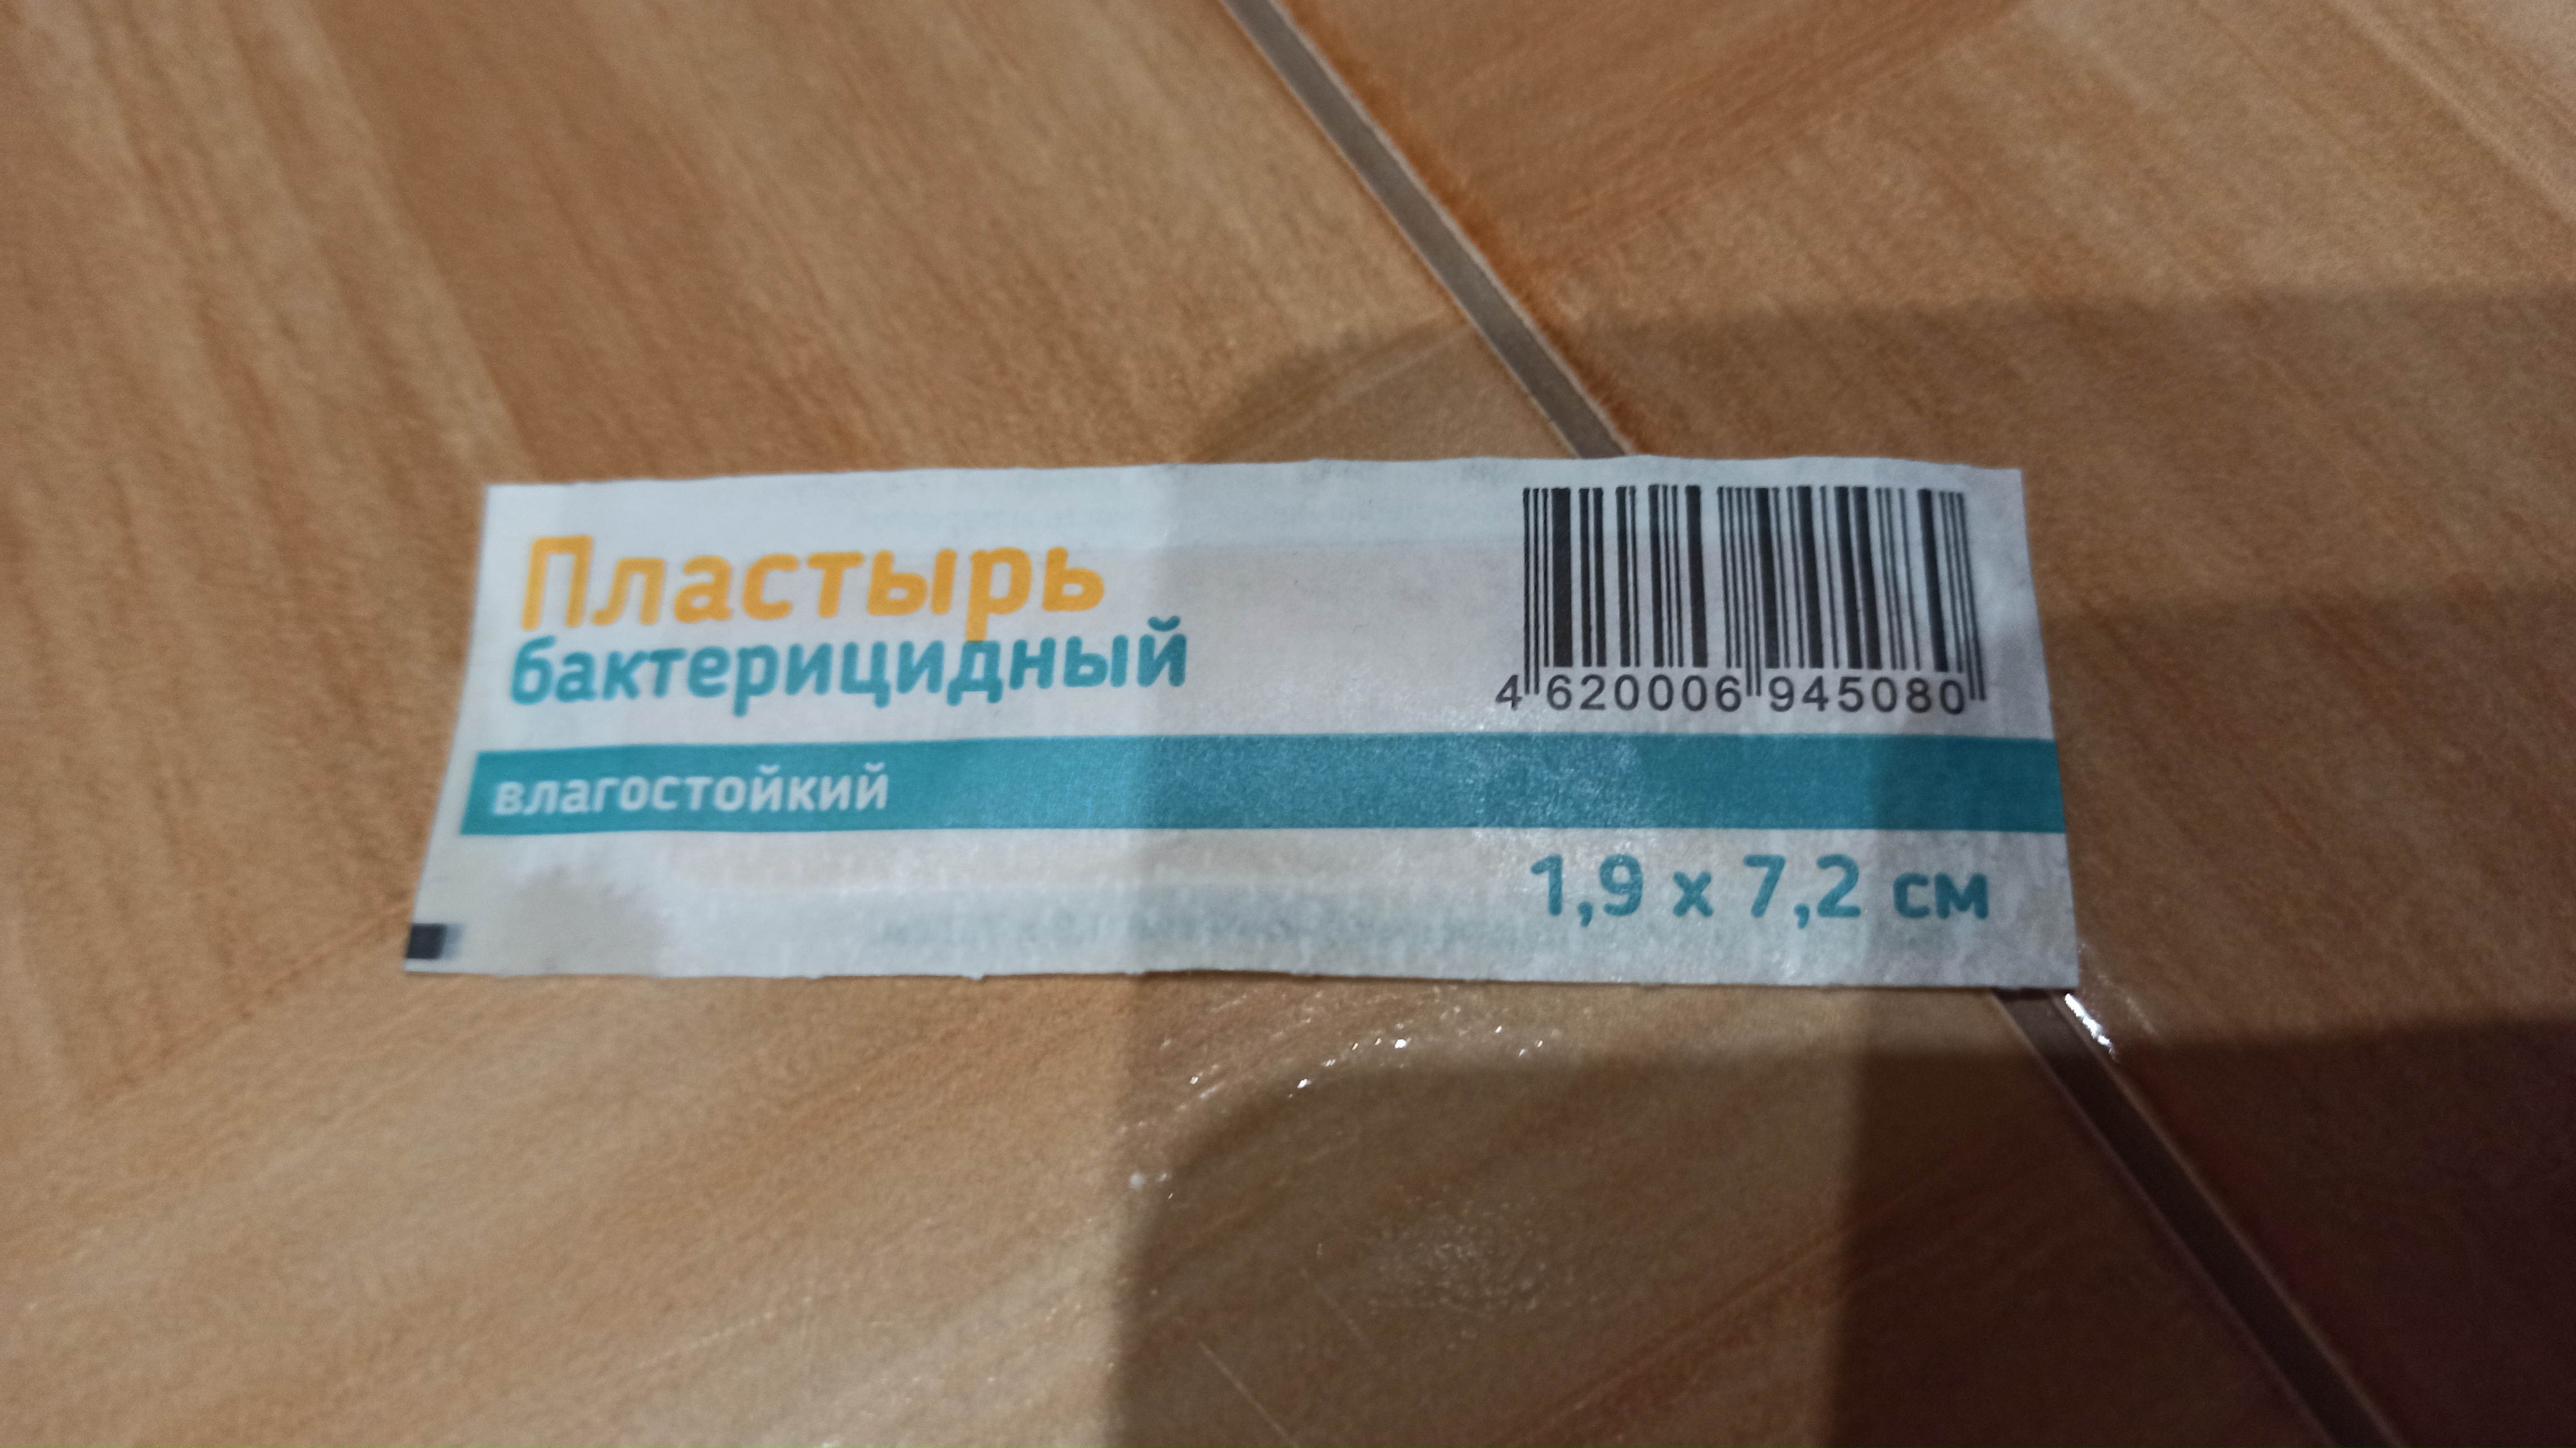 Пластырь
бактерицидный
4 620006 945080
влагостойкий
1,9 х 7,2 см